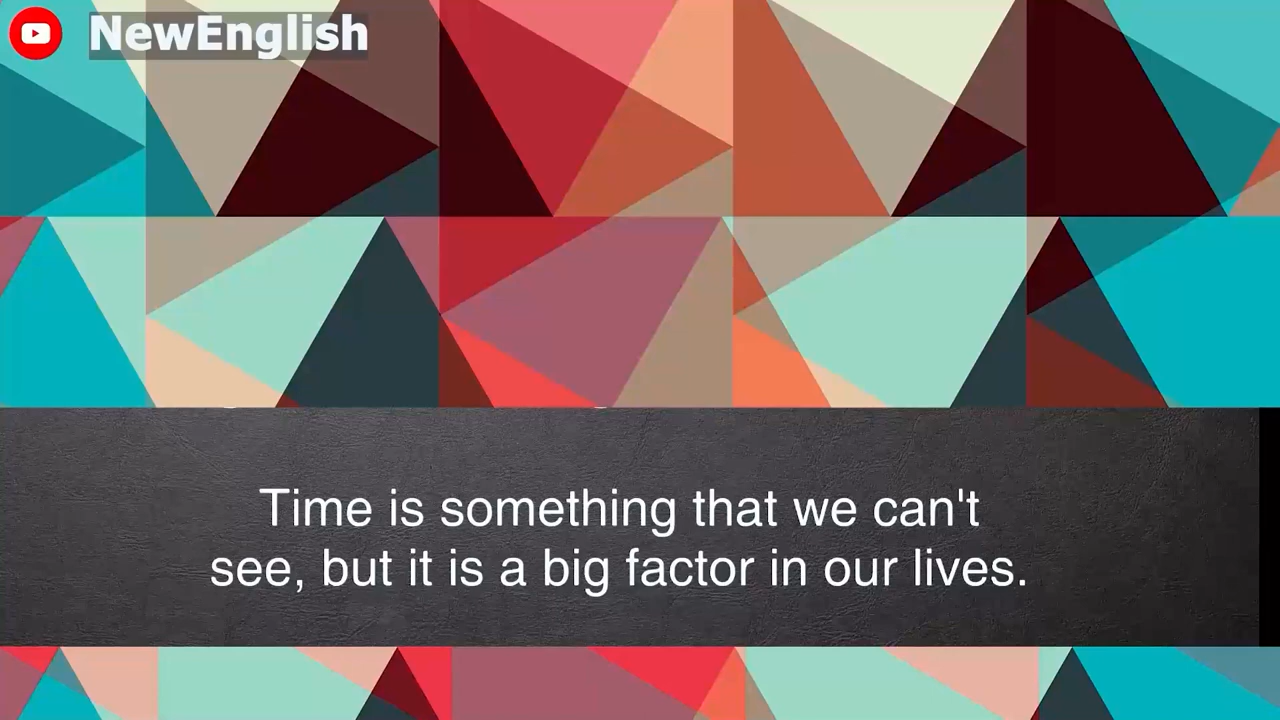 NewEnglish
Time is something that we can't
see, but it is a big factor in our lives.